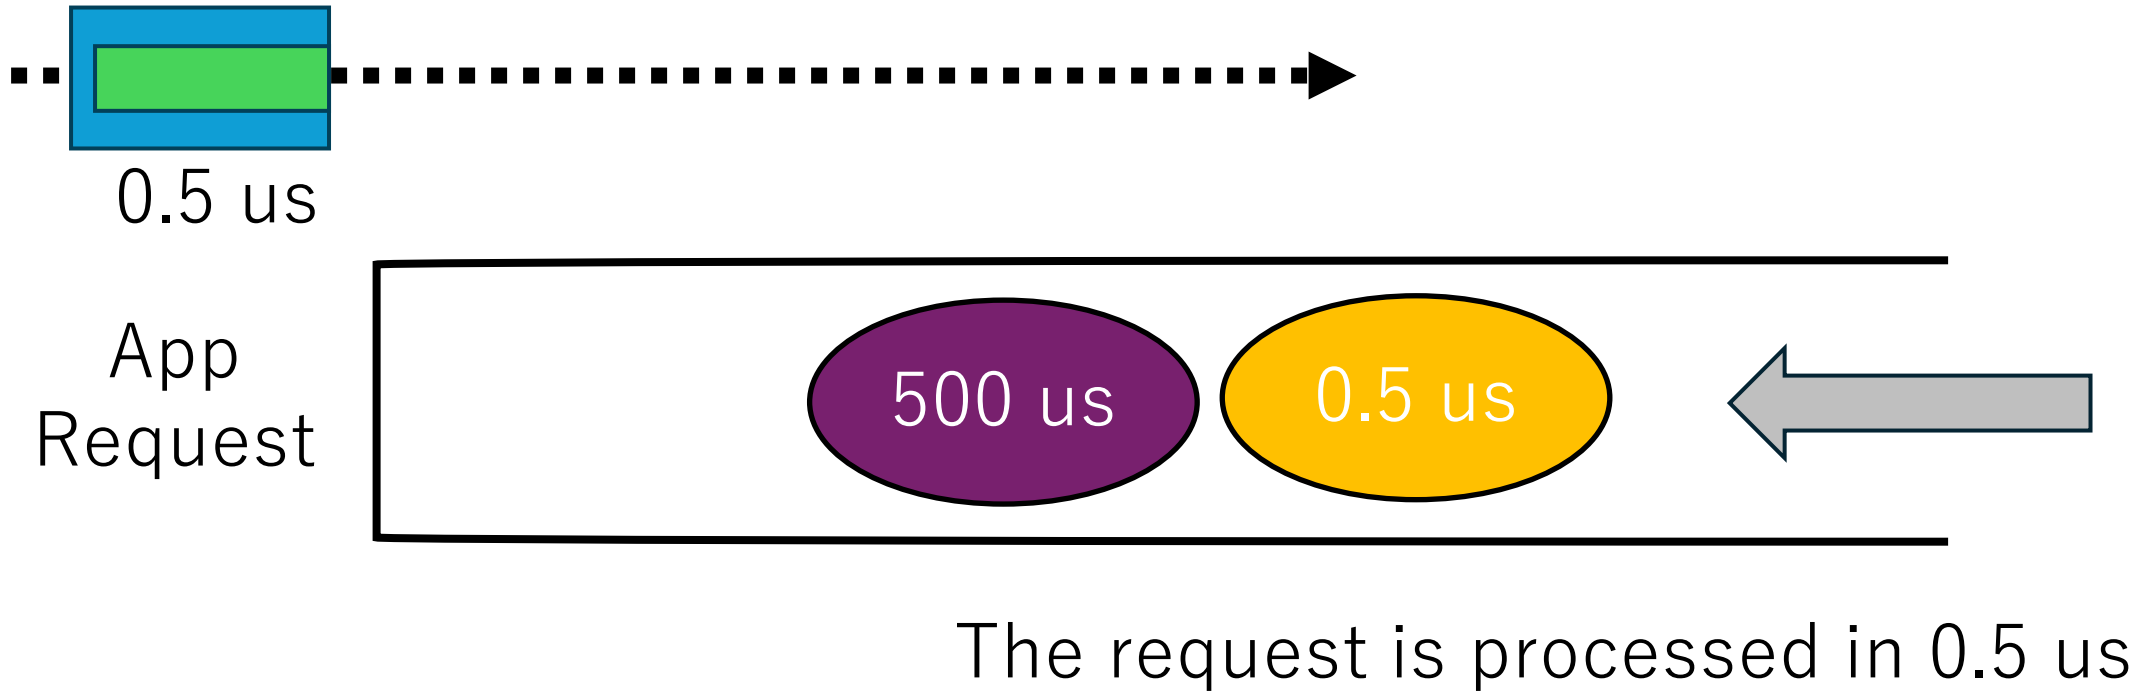 0.5 us
App
Request
500 us
0.5 us
The request is processed in 0.5 us